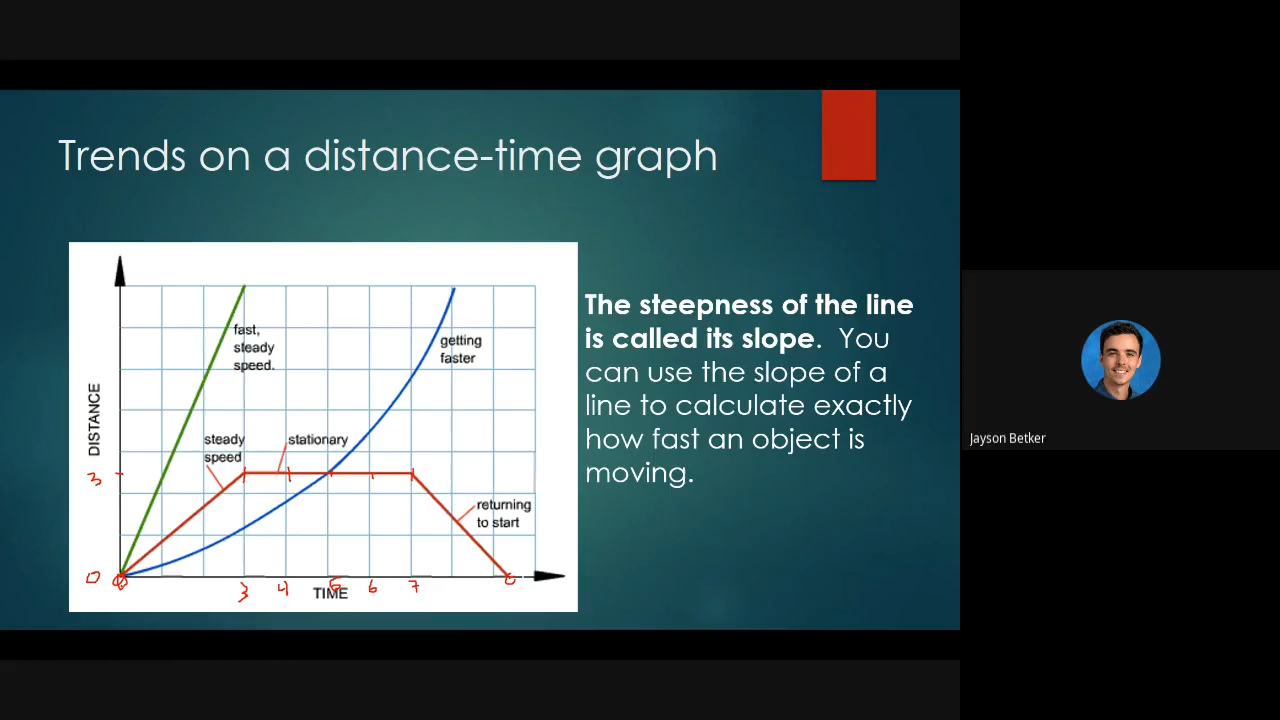 Trends on a distance-time graph
fast,
steady
speed.
getting
faster
DISTANCE
steady
speed
stationary
3
returning
to start
0
3 4 5 6 7
TIME
The steepness of the line
is called its slope. You
can use the slope of a
line to calculate exactly
how fast an object is
moving.
Jayson Betker